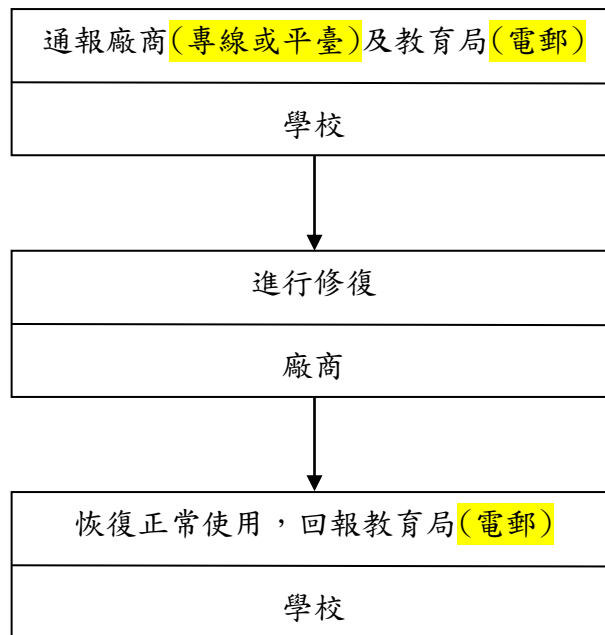 通報廠商(專線或平臺)及教育局(電郵)
學校
進行修復
廠商
恢復正常使用，回報教育局(電郵)
學校